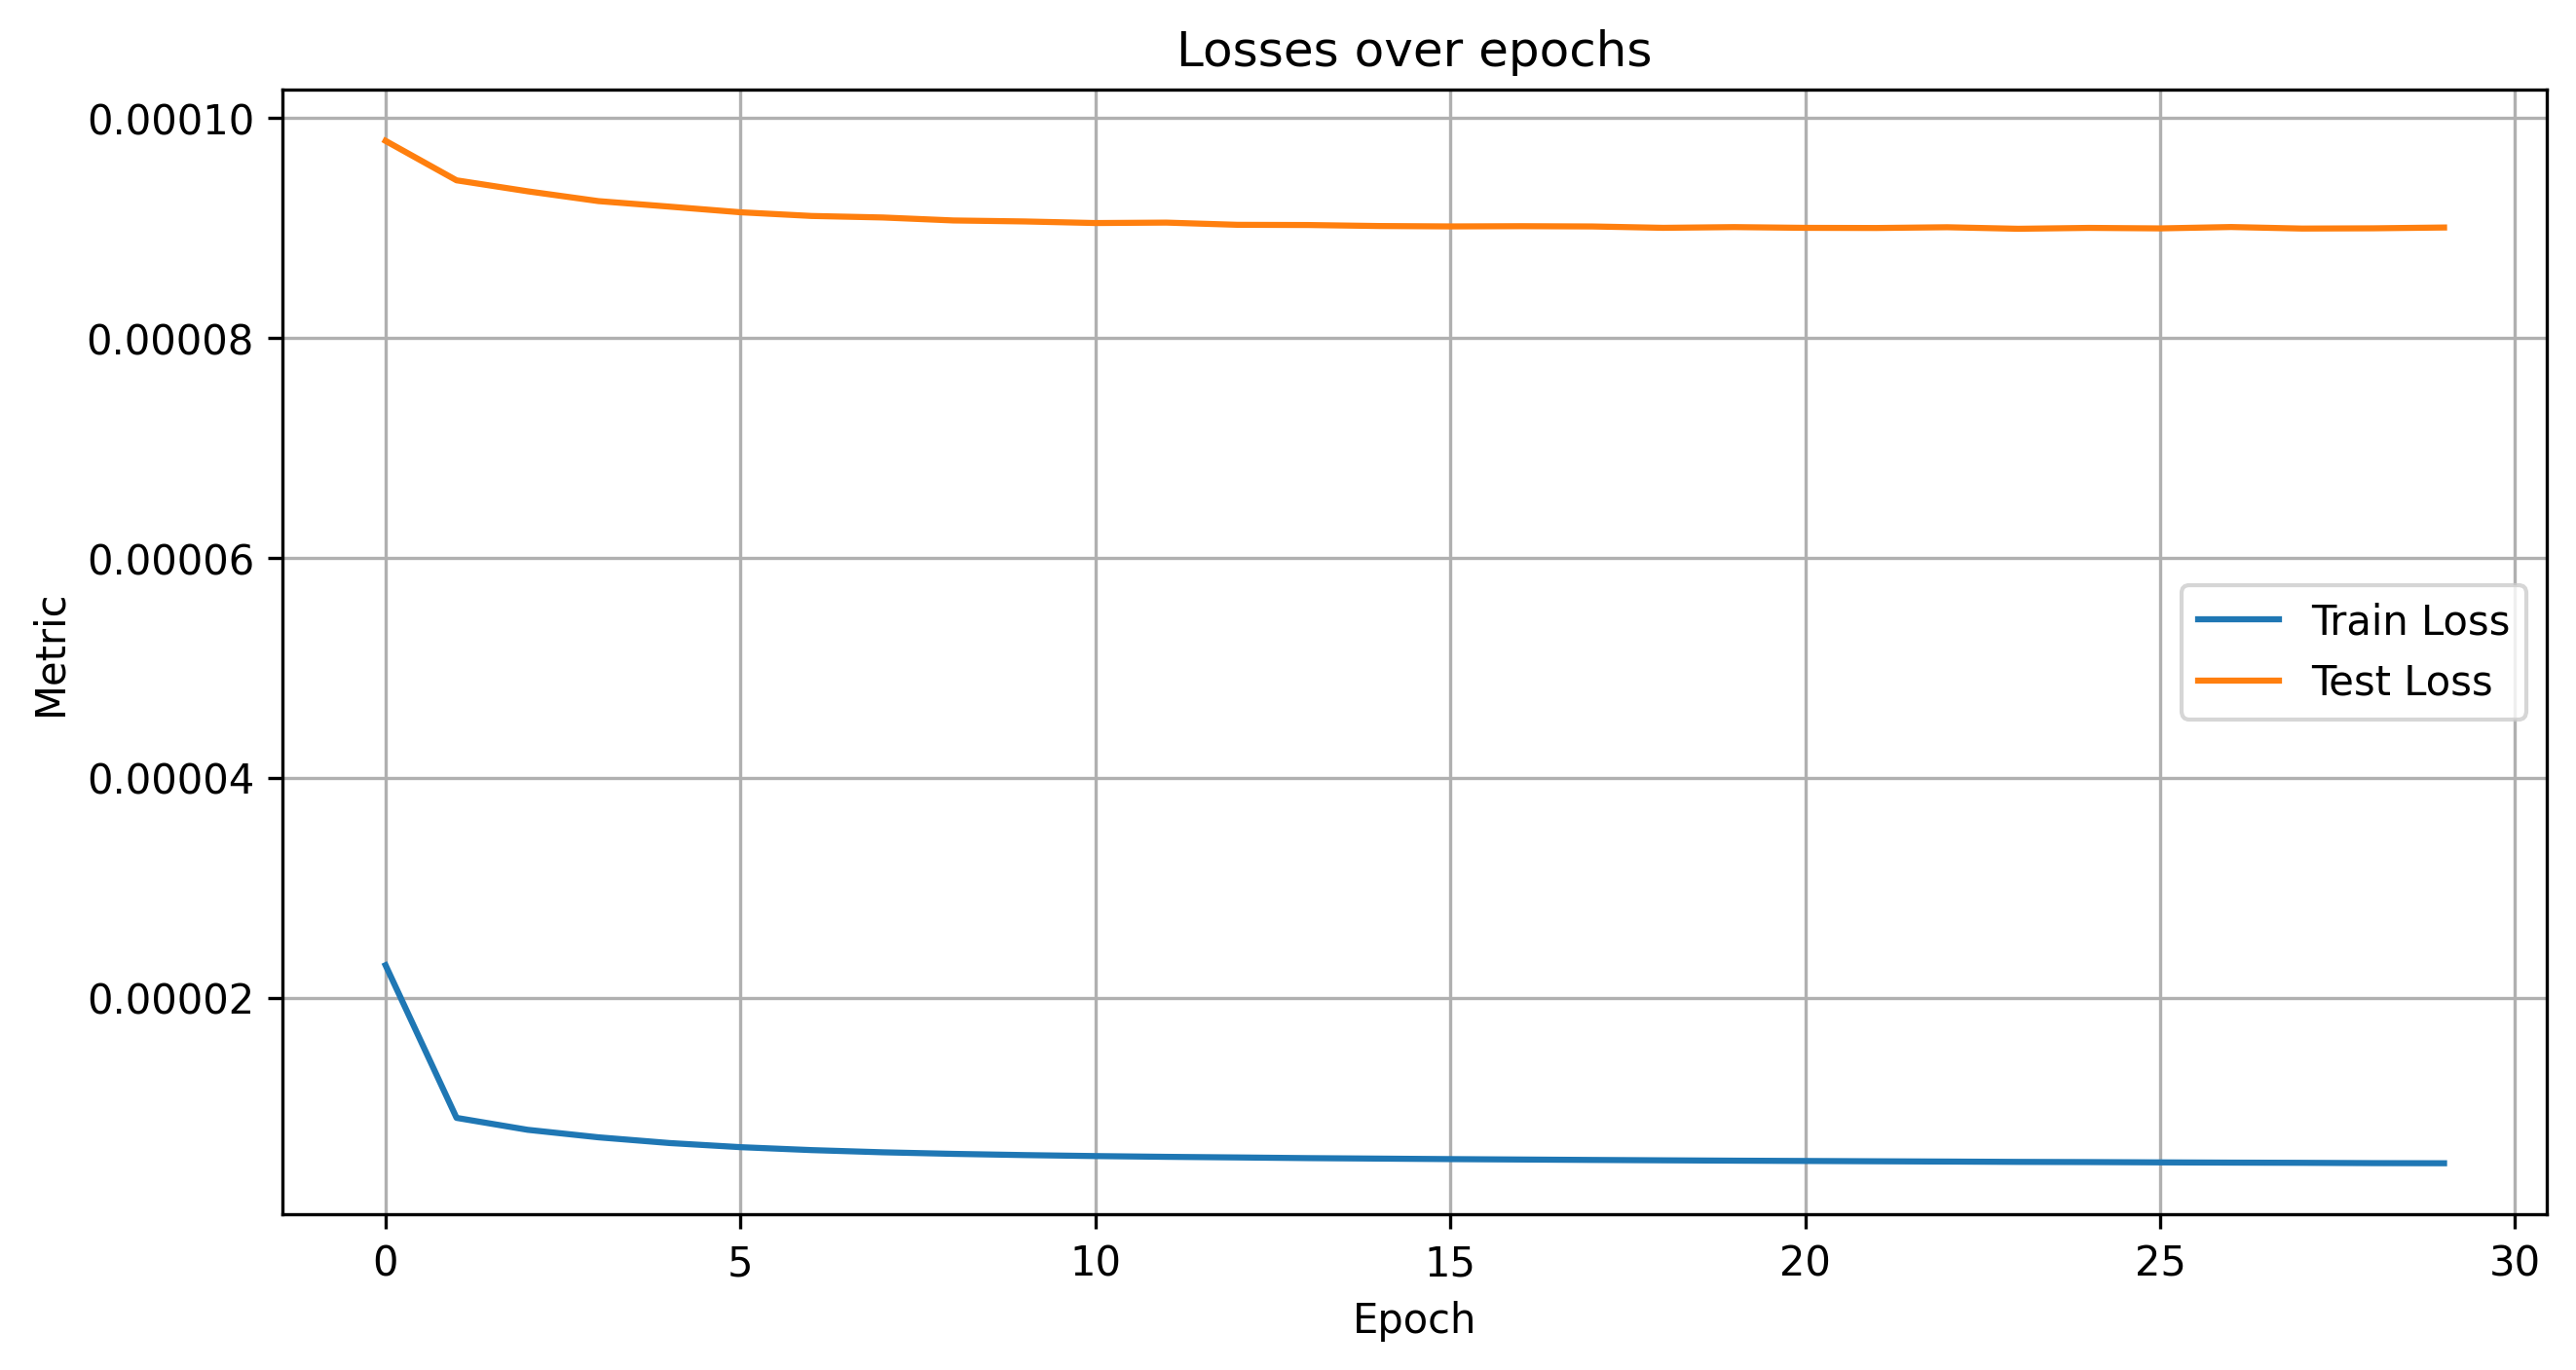 Losses over epochs
0.00010
0.00008
0.00006
0.00004
0.00002
Metric
Train Loss
Test Loss
0 5 10 15 20 25 30
Epoch